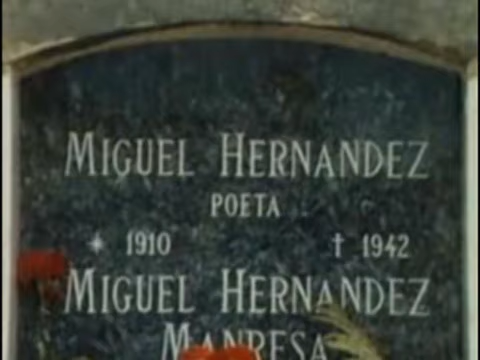 MIGUEL HERNANDEZ
POETA
* 1910 † 1942
MIGUEL HERNANDEZ
MANRESA